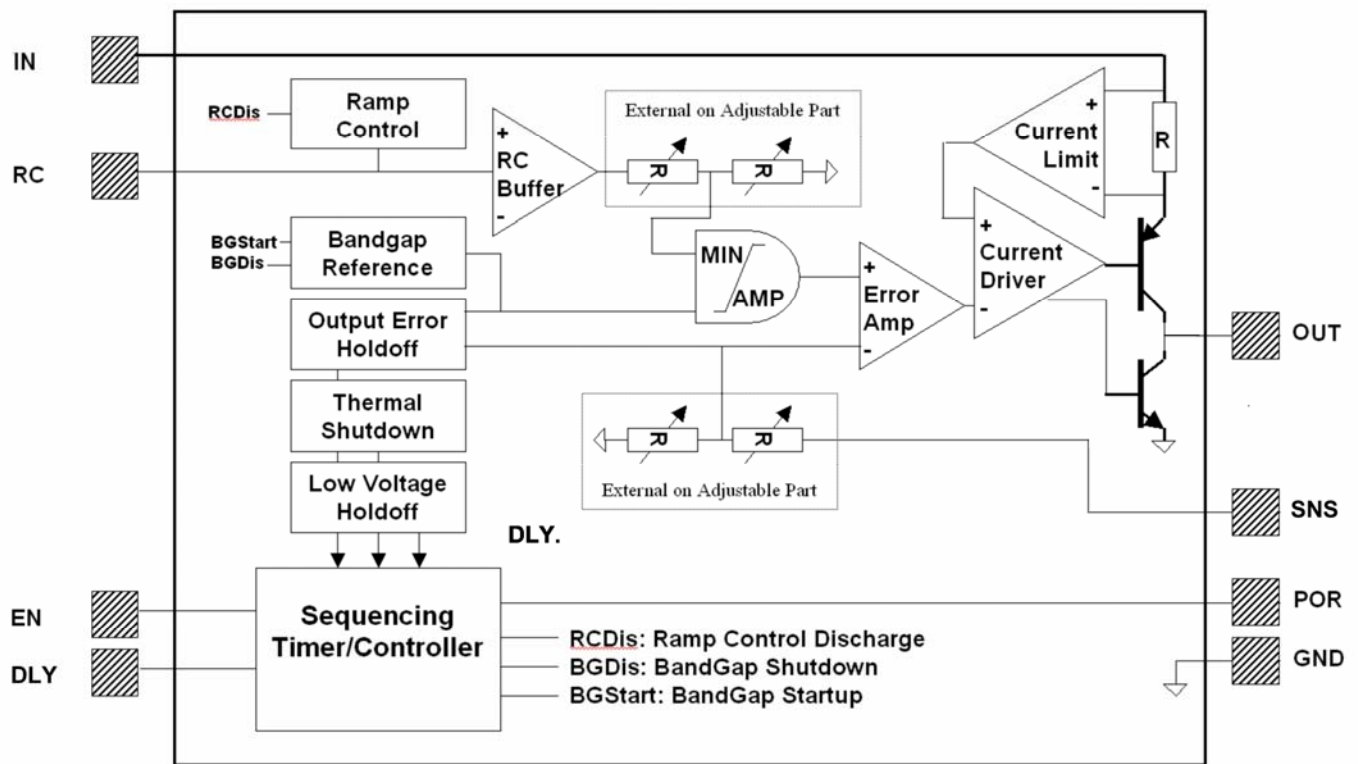 IN
RCDis
Ramp
Control
External on Adjustable Part
+
Current
Limit
-
R
RC
+
RC
Buffer
-
R
R
BGStart
BGDis
Bandgap
Reference
MIN
AMP
+
Error
Amp
-
+
Current
Driver
-
Output Error
Holdoff
OUT
Thermal
Shutdown
R
R
External on Adjustable Part
Low Voltage
Holdoff
DLY.
SNS
EN
DLY
Sequencing
Timer/Controller
POR
RCDis: Ramp Control Discharge
BGDis: BandGap Shutdown
BGStart: BandGap Startup
GND